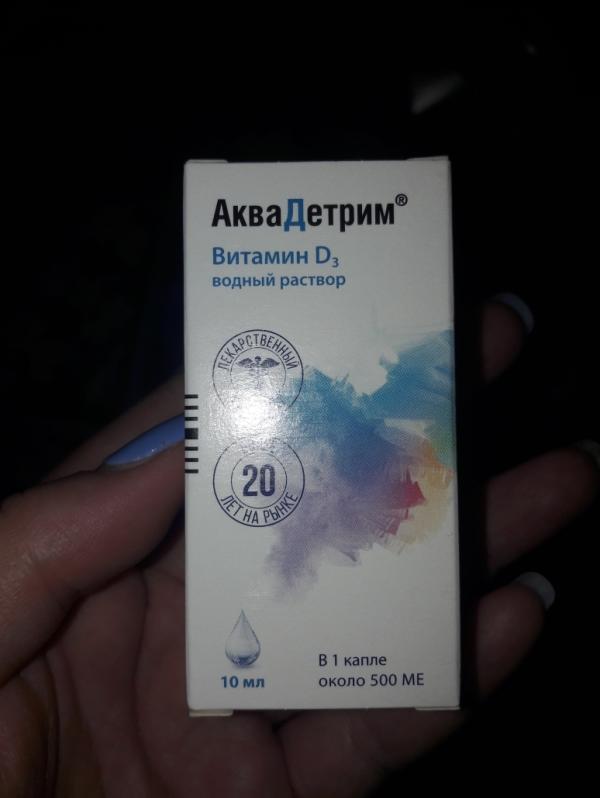 АкваДетрим®
Витамин D₃
водный раствор
ЛЕКАРСТВЕННЫЙ
20
ЛЕТ НА РЫНКЕ
10 мл
В 1 капле
около 500 МЕ